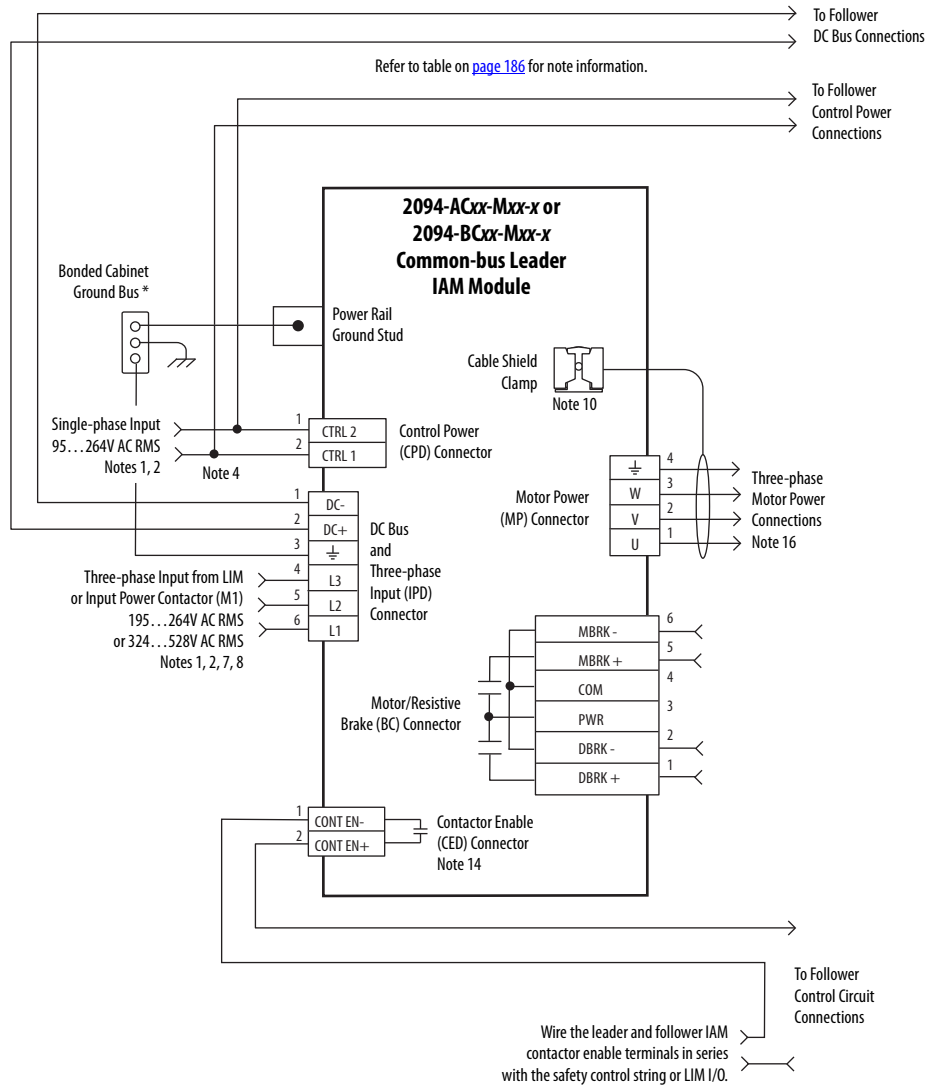 To Follower
DC Bus Connections
Refer to table on page 186 for note information.
To Follower
Control Power
Connections
2094-ACxx-Mxx-x or
2094-BCxx-Mxx-x
Common-bus Leader
IAM Module
Bonded Cabinet
Ground Bus *
Power Rail
Ground Stud
Cable Shield
Clamp
Note 10
Single-phase Input
95…264V AC RMS
Notes 1, 2
Note 4
1
CTRL 2
2
CTRL 1
Control Power
(CPD) Connector
1
DC-
2
DC+
3
4
L3
5
L2
6
L1
DC Bus
and
Three-phase
Input (IPD)
Connector
Three-phase Input from LIM
or Input Power Contactor (M1)
195…264V AC RMS
or 324…528V AC RMS
Notes 1, 2, 7, 8
Motor Power
(MP) Connector
4
W
3
V
2
U
1
Three-phase
Motor Power
Connections
Note 16
Motor/Resistive
Brake (BC) Connector
MBRK -
6
MBRK +
5
COM
4
PWR
3
DBRK -
2
DBRK +
1
1
CONT EN-
2
CONT EN+
Contactor Enable
(CED) Connector
Note 14
To Follower
Control Circuit
Connections
Wire the leader and follower IAM
contactor enable terminals in series
with the safety control string or LIM I/O.